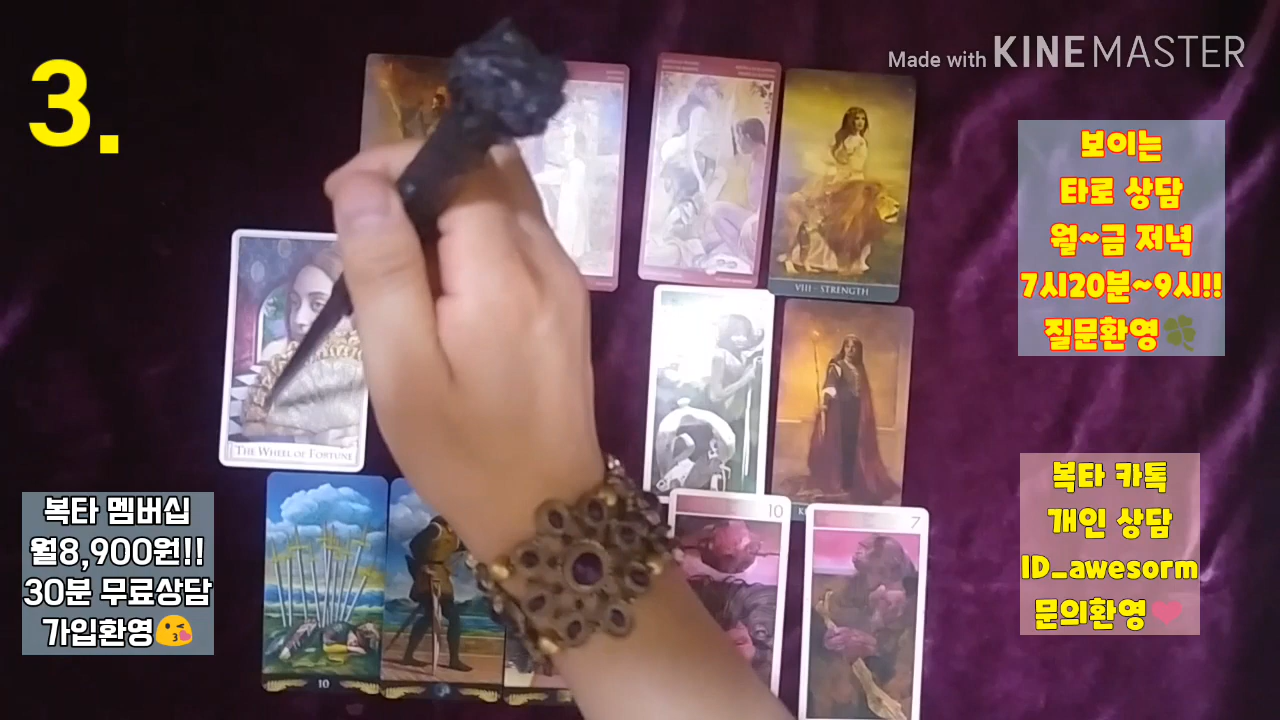 3.
Made with KINEMASTER
보이는
타로 상담
월~금 저녁
7시20분~9시!!
질문환영🍀
VIII - STRENGTH
THE WHEEL OF FORTUNE
10
7
복타 멤버십
월8,900원!!
30분 무료상담
가입환영😘
복타 카톡
개인 상담
ID_awesorm
문의환영❤
10